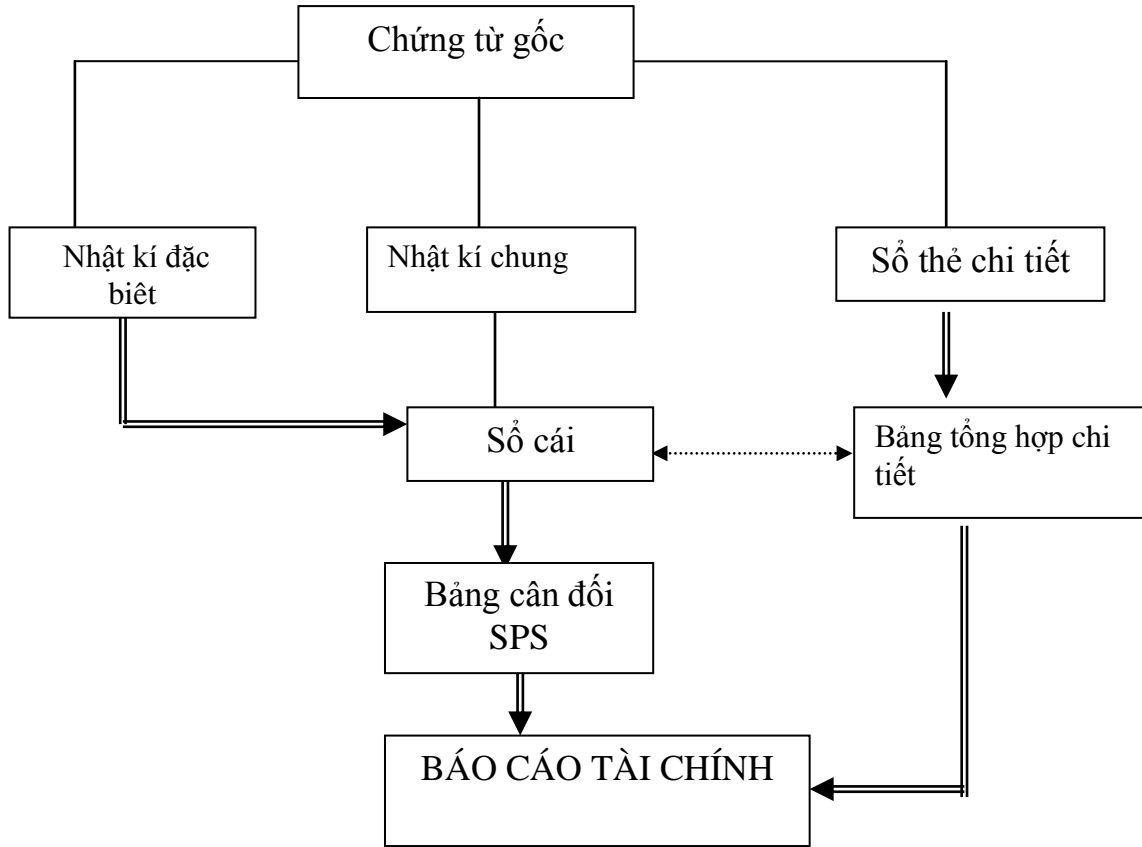 Chứng từ gốc
Nhật kí đặc
biêt
Nhật kí chung
Sổ thẻ chi tiết
Sổ cái
Bảng tổng hợp chi
tiết
Bảng cân đối
SPS
BÁO CÁO TÀI CHÍNH